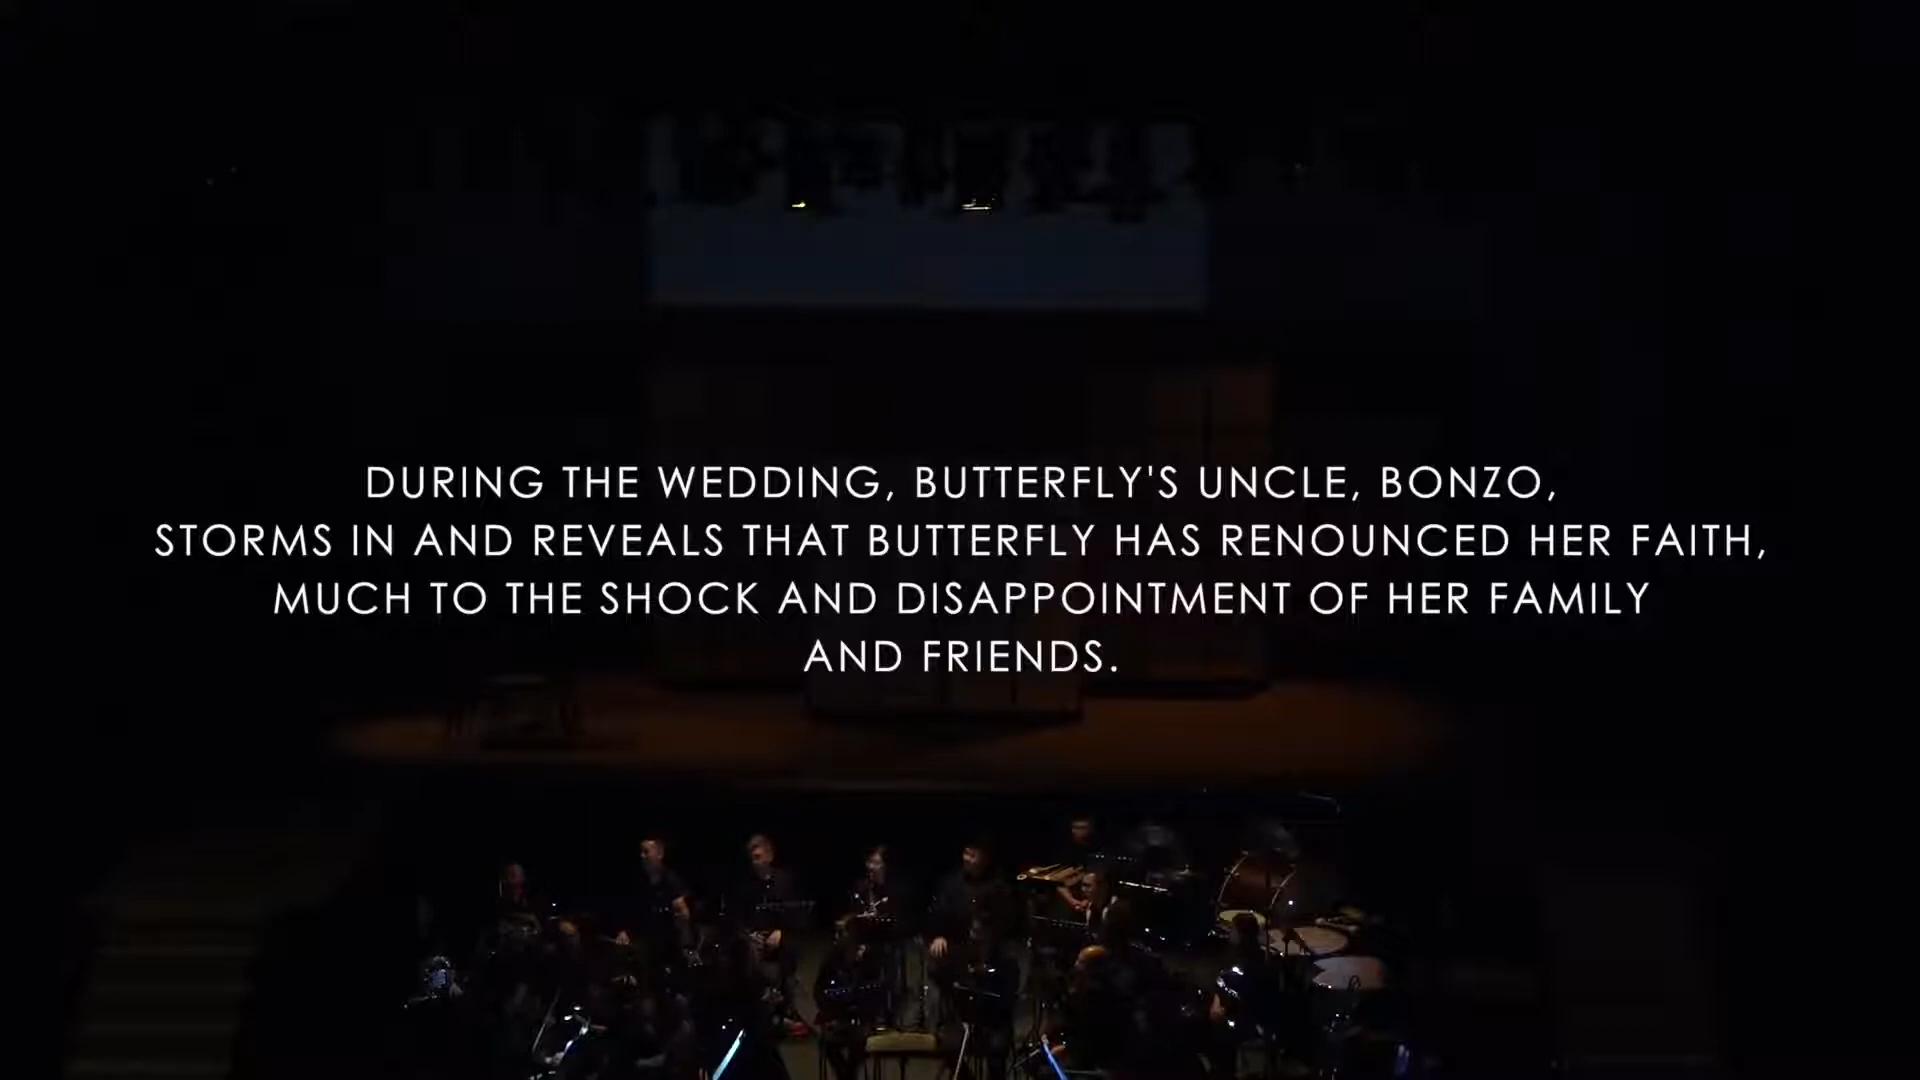 DURING THE WEDDING, BUTTERFLY'S UNCLE, BONZO,
STORMS IN AND REVEALS THAT BUTTERFLY HAS RENOUNCED HER FAITH,
MUCH TO THE SHOCK AND DISAPPOINTMENT OF HER FAMILY
AND FRIENDS.